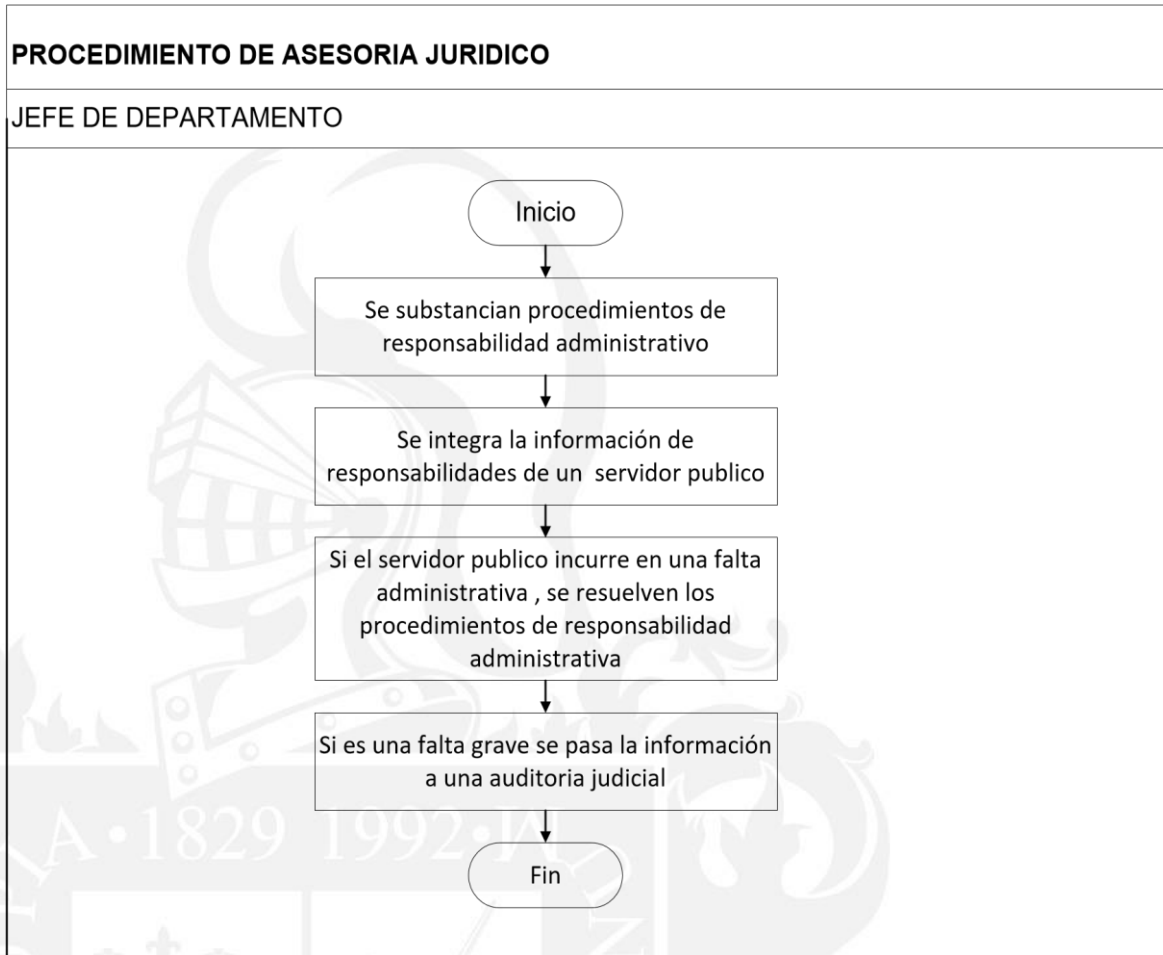 PROCEDIMIENTO DE ASESORIA JURIDICO
JEFE DE DEPARTAMENTO
Inicio
Se substancian procedimientos de
responsabilidad administrativo
Se integra la información de
responsabilidades de un  servidor publico
Si el servidor publico incurre en una falta
administrativa , se resuelven los
procedimientos de responsabilidad
administrativa
Si es una falta grave se pasa la información
a una auditoria judicial
Fin
A·1829 1992·